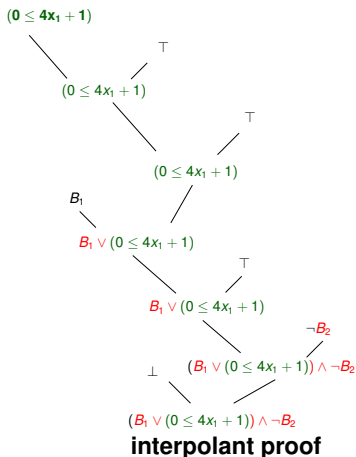 (0 ≤ 4x₁ + 1)
⊤
(0 ≤ 4x₁ + 1)
⊤
(0 ≤ 4x₁ + 1)
B₁
B₁ ∨ (0 ≤ 4x₁ + 1)
⊤
B₁ ∨ (0 ≤ 4x₁ + 1)
¬B₂
⊥ (B₁ ∨ (0 ≤ 4x₁ + 1)) ∧ ¬B₂
(B₁ ∨ (0 ≤ 4x₁ + 1)) ∧ ¬B₂
interpolant proof